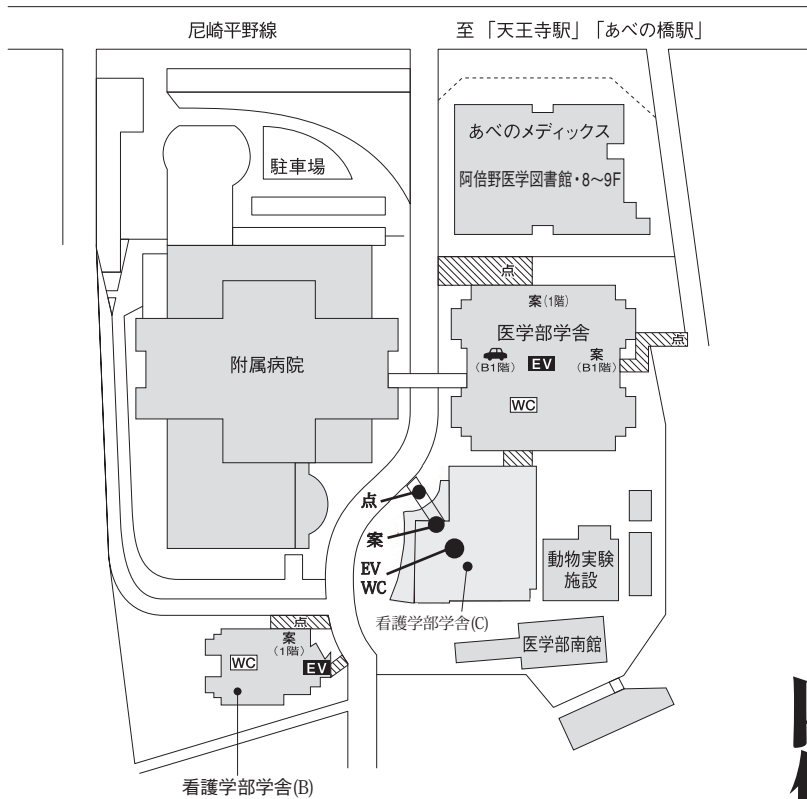 尼崎平野線
至 「天王寺駅」「あべの橋駅」
あべのメディックス
阿倍野医学図書館・8〜9F
駐車場
点
案(1階)
医学部学舎
点
(B1階)
EV
案
(B1階)
WC
附属病院
点
案
EV
WC
看護学部学舎(C)
動物実験
施設
医学部南館
点
案
(1階)
WC
EV
看護学部学舎(B)